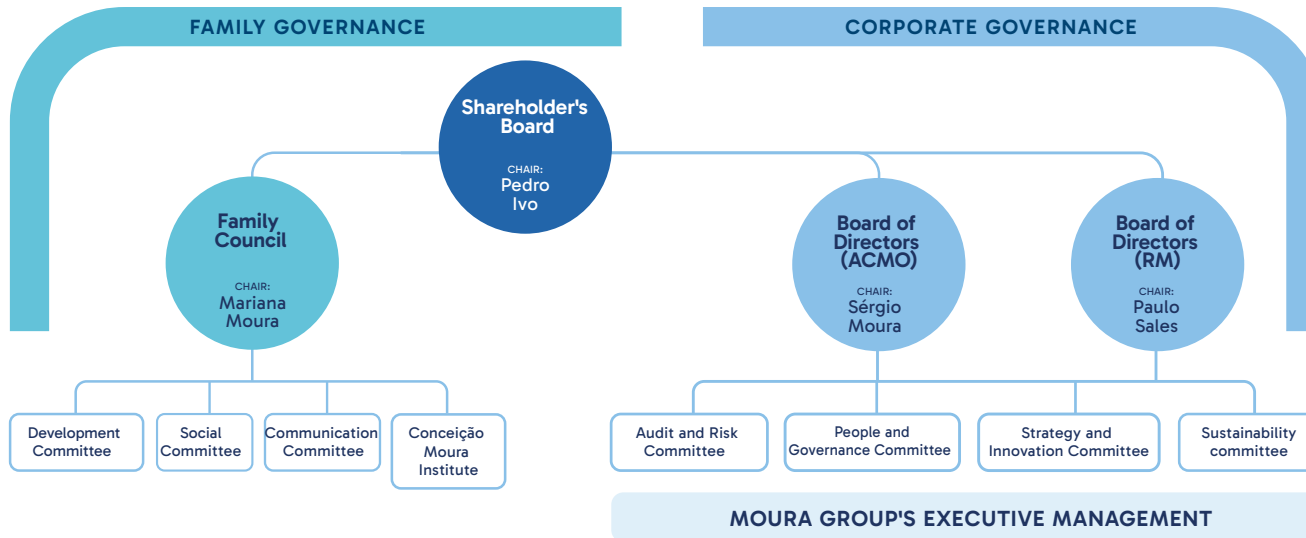 FAMILY GOVERNANCE
CORPORATE GOVERNANCE
Shareholder's
Board
CHAIR:
Pedro
Ivo
Family
Council
CHAIR:
Mariana
Moura
Board of
Directors
(ACMO)
CHAIR:
Sérgio
Moura
Board of
Directors
(RM)
CHAIR:
Paulo
Sales
Development
Committee
Social
Committee
Communication
Committee
Conceição
Moura
Institute
Audit and Risk
Committee
People and
Governance Committee
Strategy and
Innovation Committee
Sustainability
committee
MOURA GROUP'S EXECUTIVE MANAGEMENT